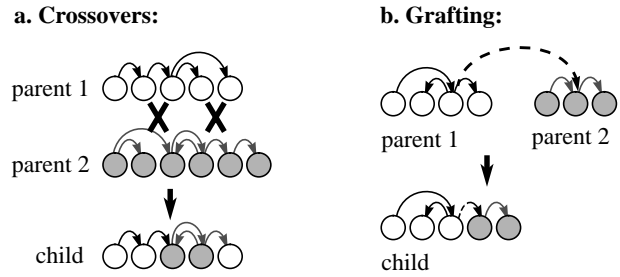 a. Crossovers:
parent 1
parent 2
child
b. Grafting:
parent 1
parent 2
child